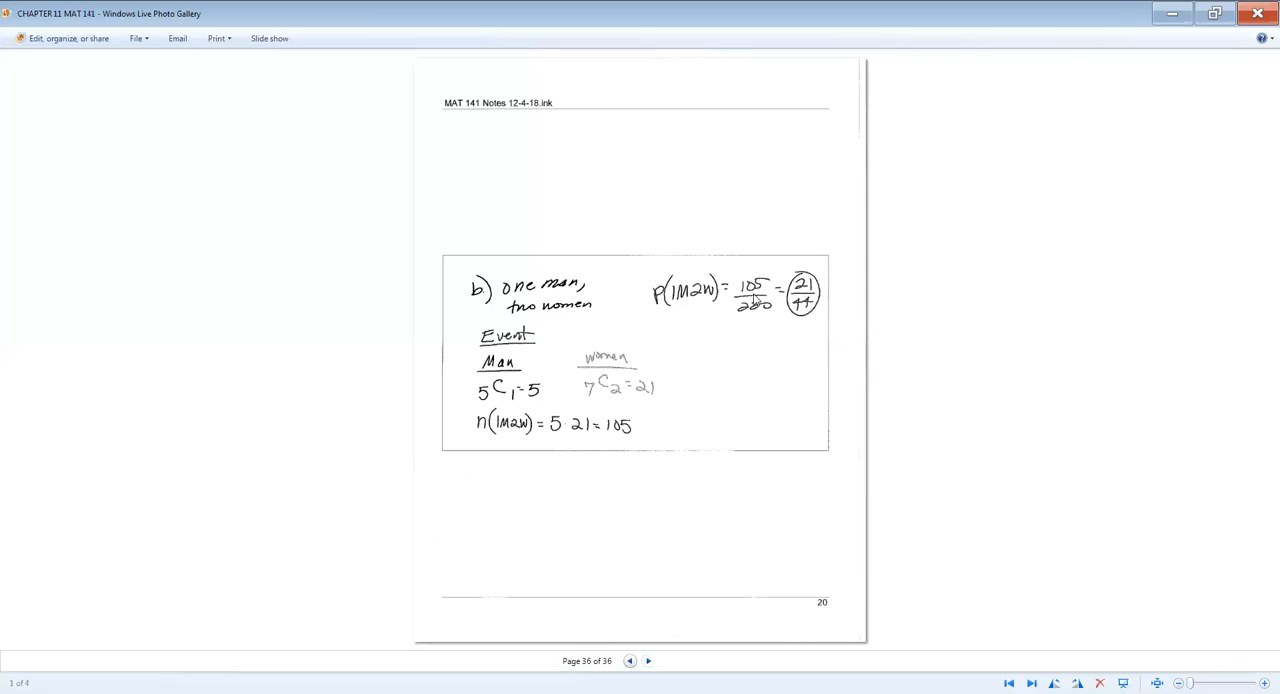 CHAPTER 11 MAT 141 - Windows Live Photo Gallery
Edit, organize, or share File Email Print Slide show
MAT 141 Notes 12-4-18.ink
b.) one man,
two women
P(1M2W) = 105/220 = 21/44
Event
Man women
5C1 = 5 7C2 = 21
n(1M2W) = 5 · 21 = 105
20
Page 36 of 36
1 of 4